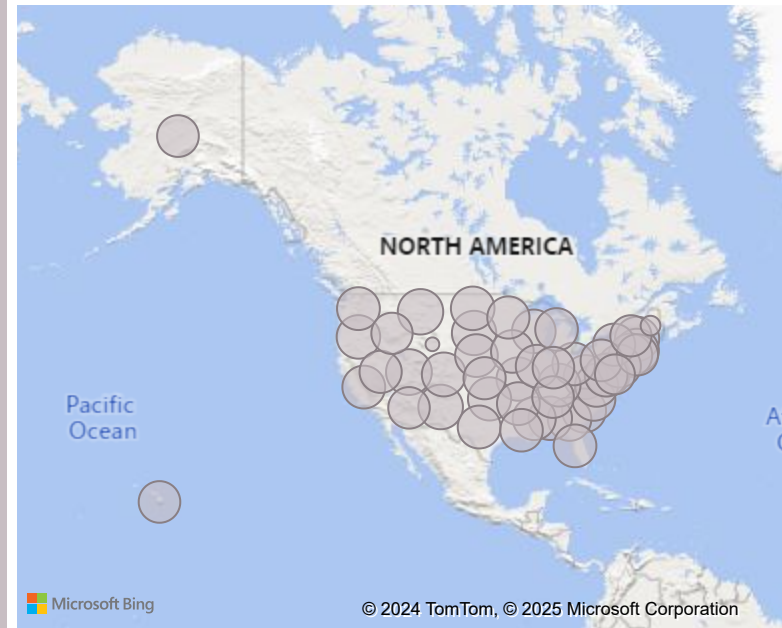 NORTH AMERICA
Pacific
Ocean
A
Microsoft Bing
© 2024 TomTom, © 2025 Microsoft Corporation